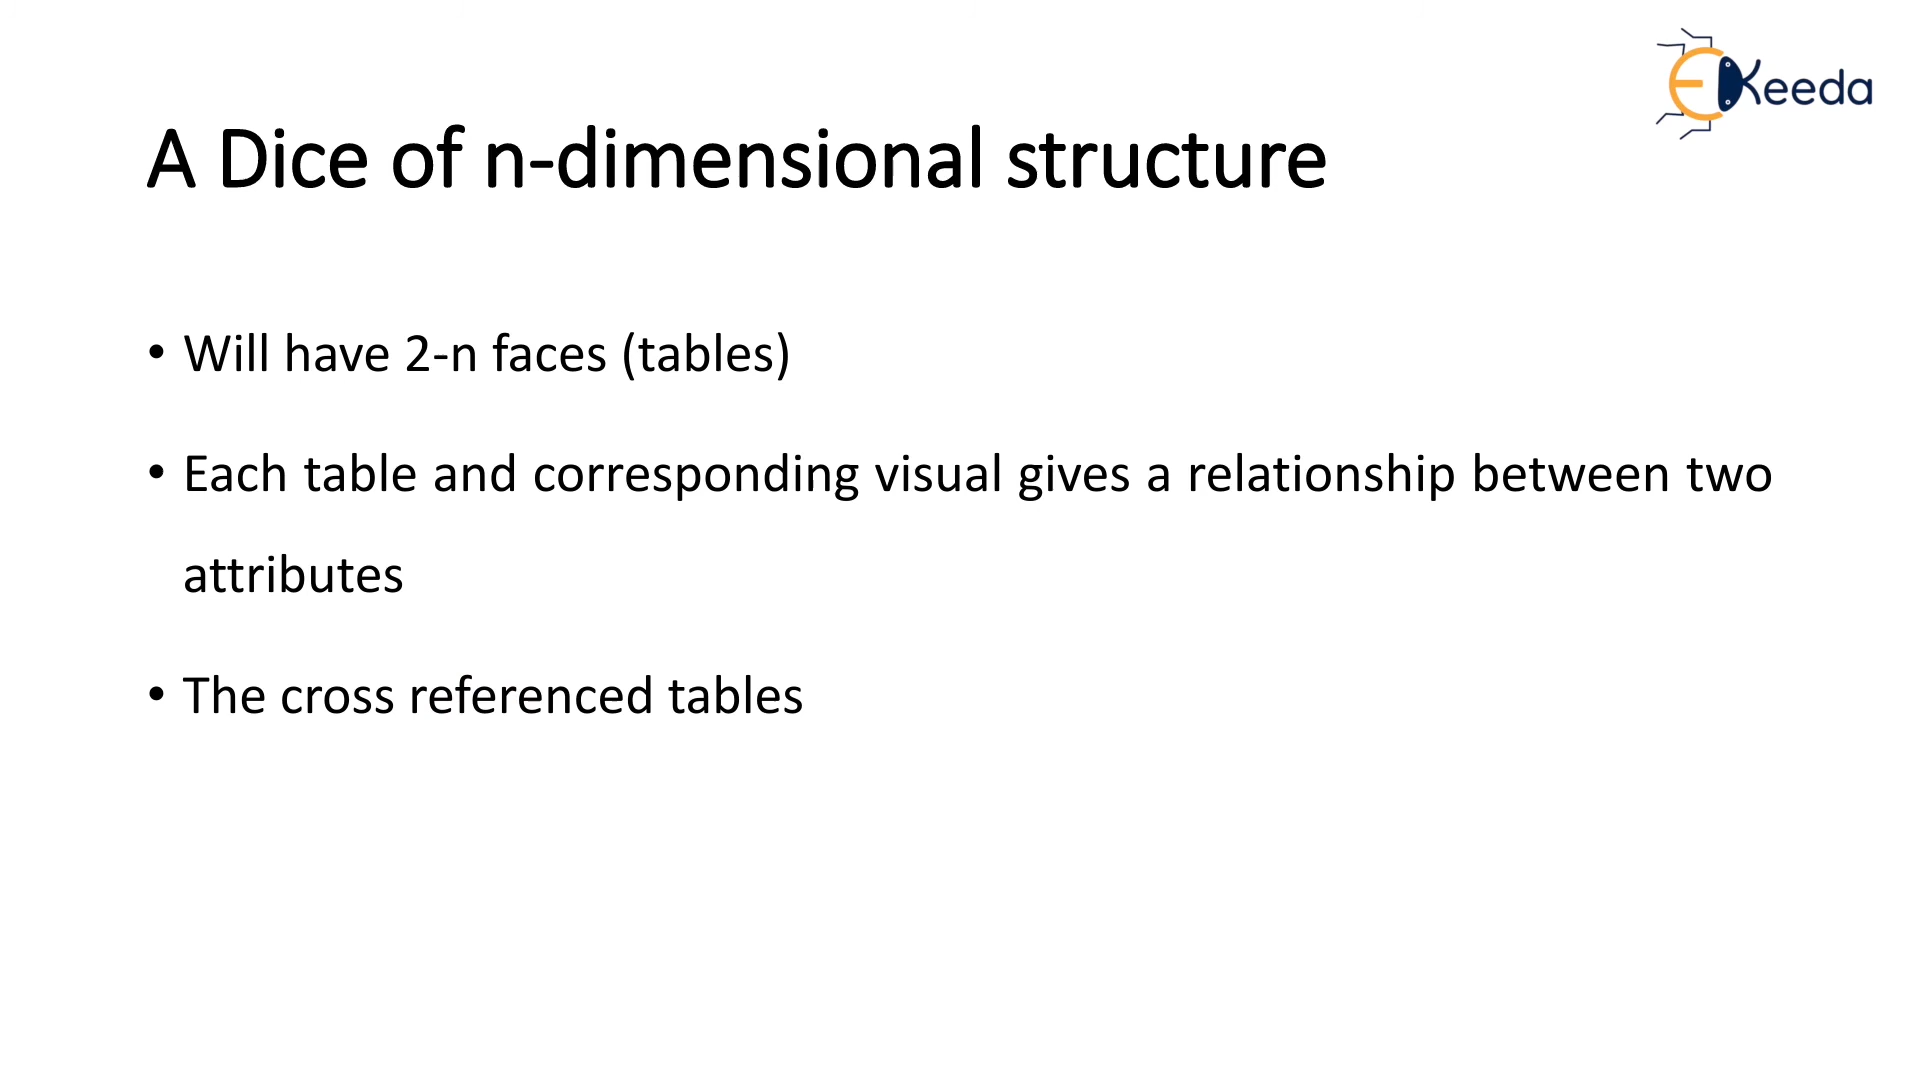 EKeeda
A Dice of n-dimensional structure
• Will have 2-n faces (tables)
• Each table and corresponding visual gives a relationship between two
attributes
• The cross referenced tables